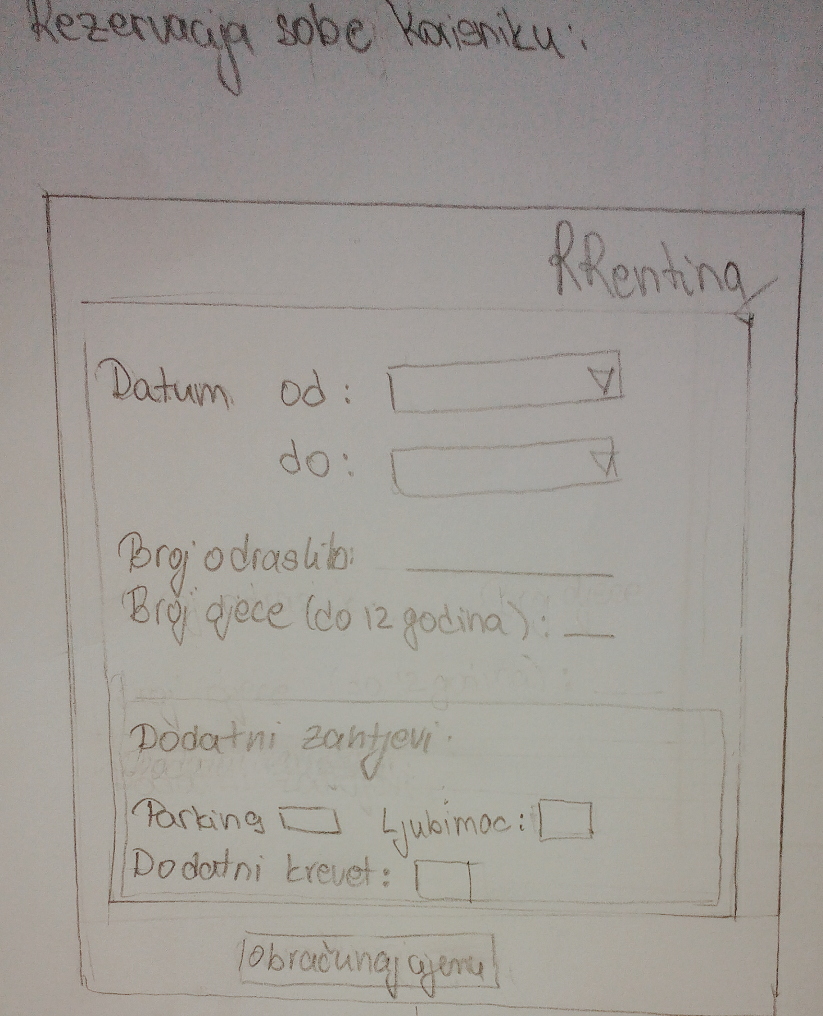 Rezervacija sobe Korisniku:
RRenting
Datum od:
do:
Broj odraslih:
Broj djece (do 12 godina):
Dodatni zahtjevi:
Parking Ljubimac:
Dodatni krevet:
Obračunaj cijenu